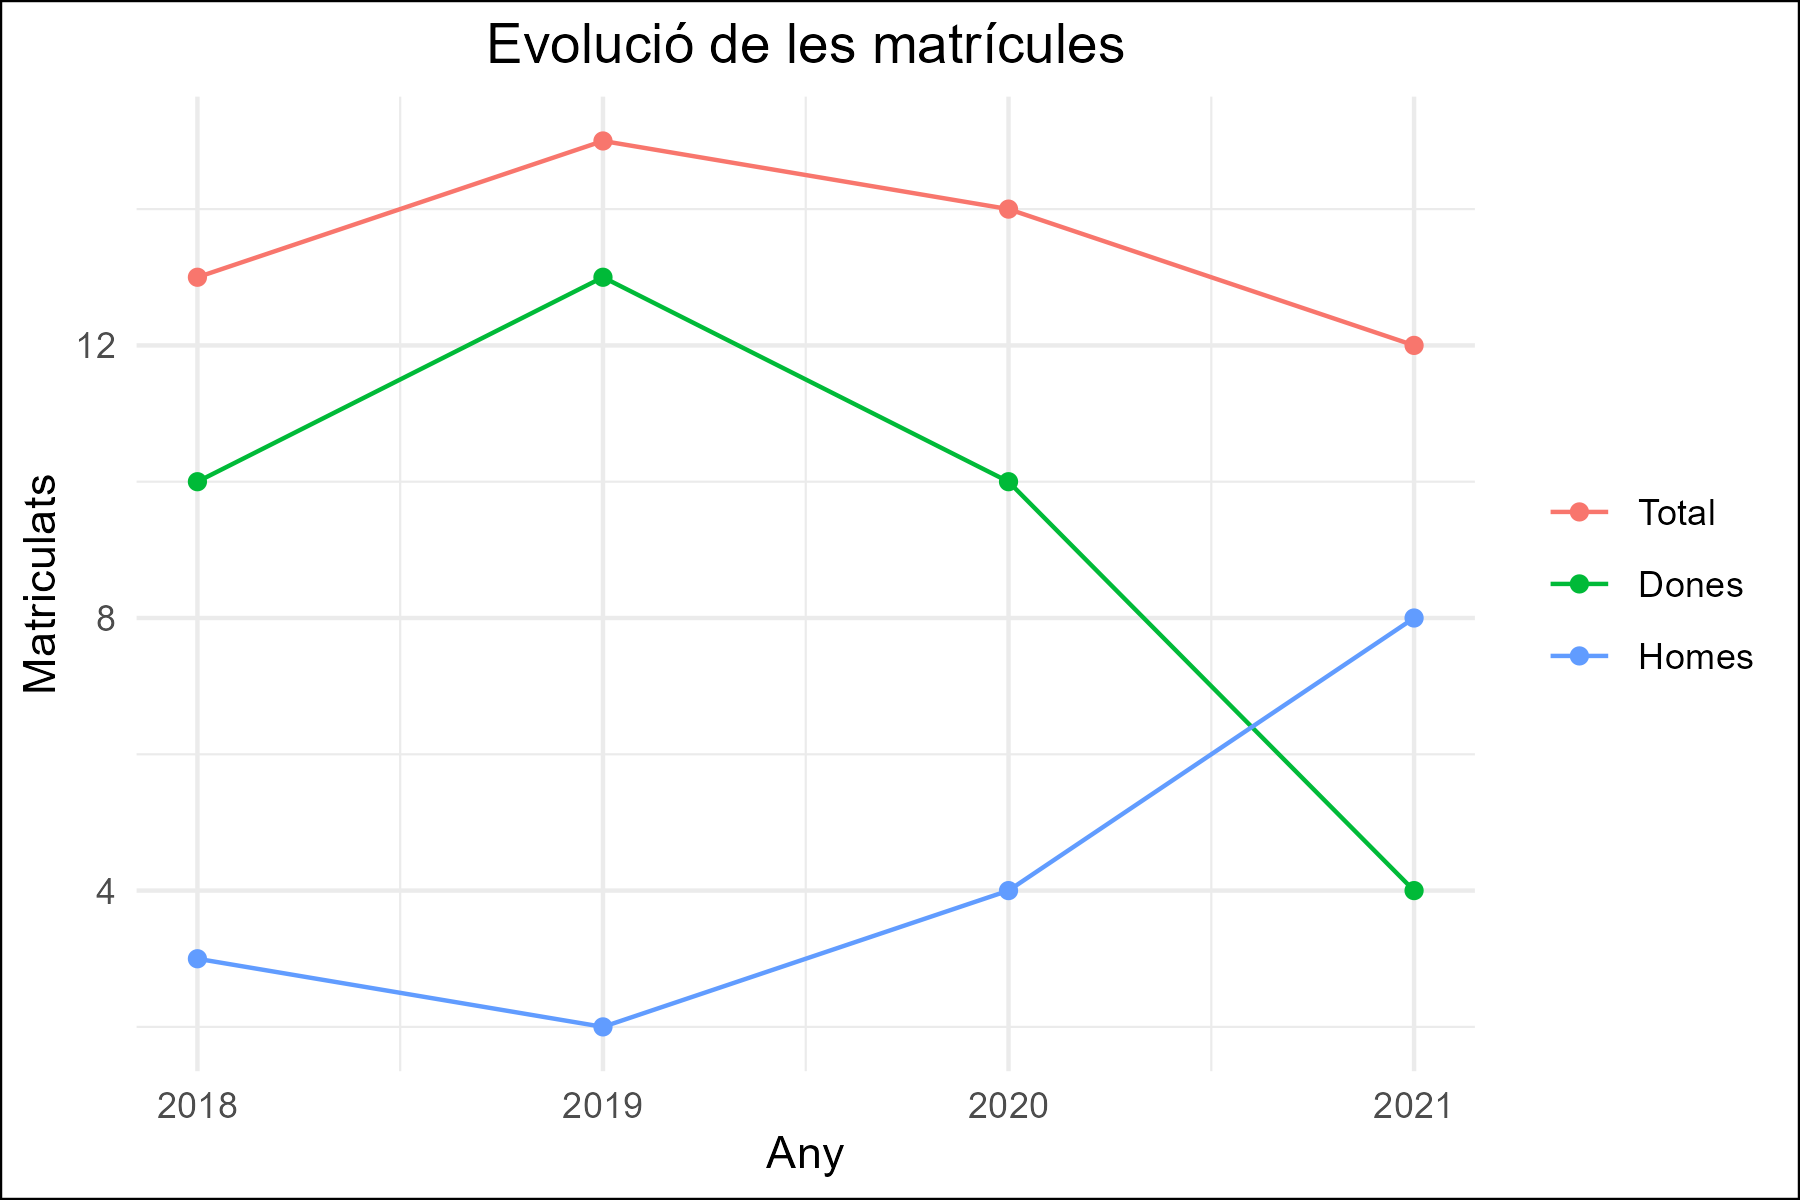 Evolució de les matrícules
Matriculats
12
8
4
2018
2019
2020
2021
Any
Total
Dones
Homes